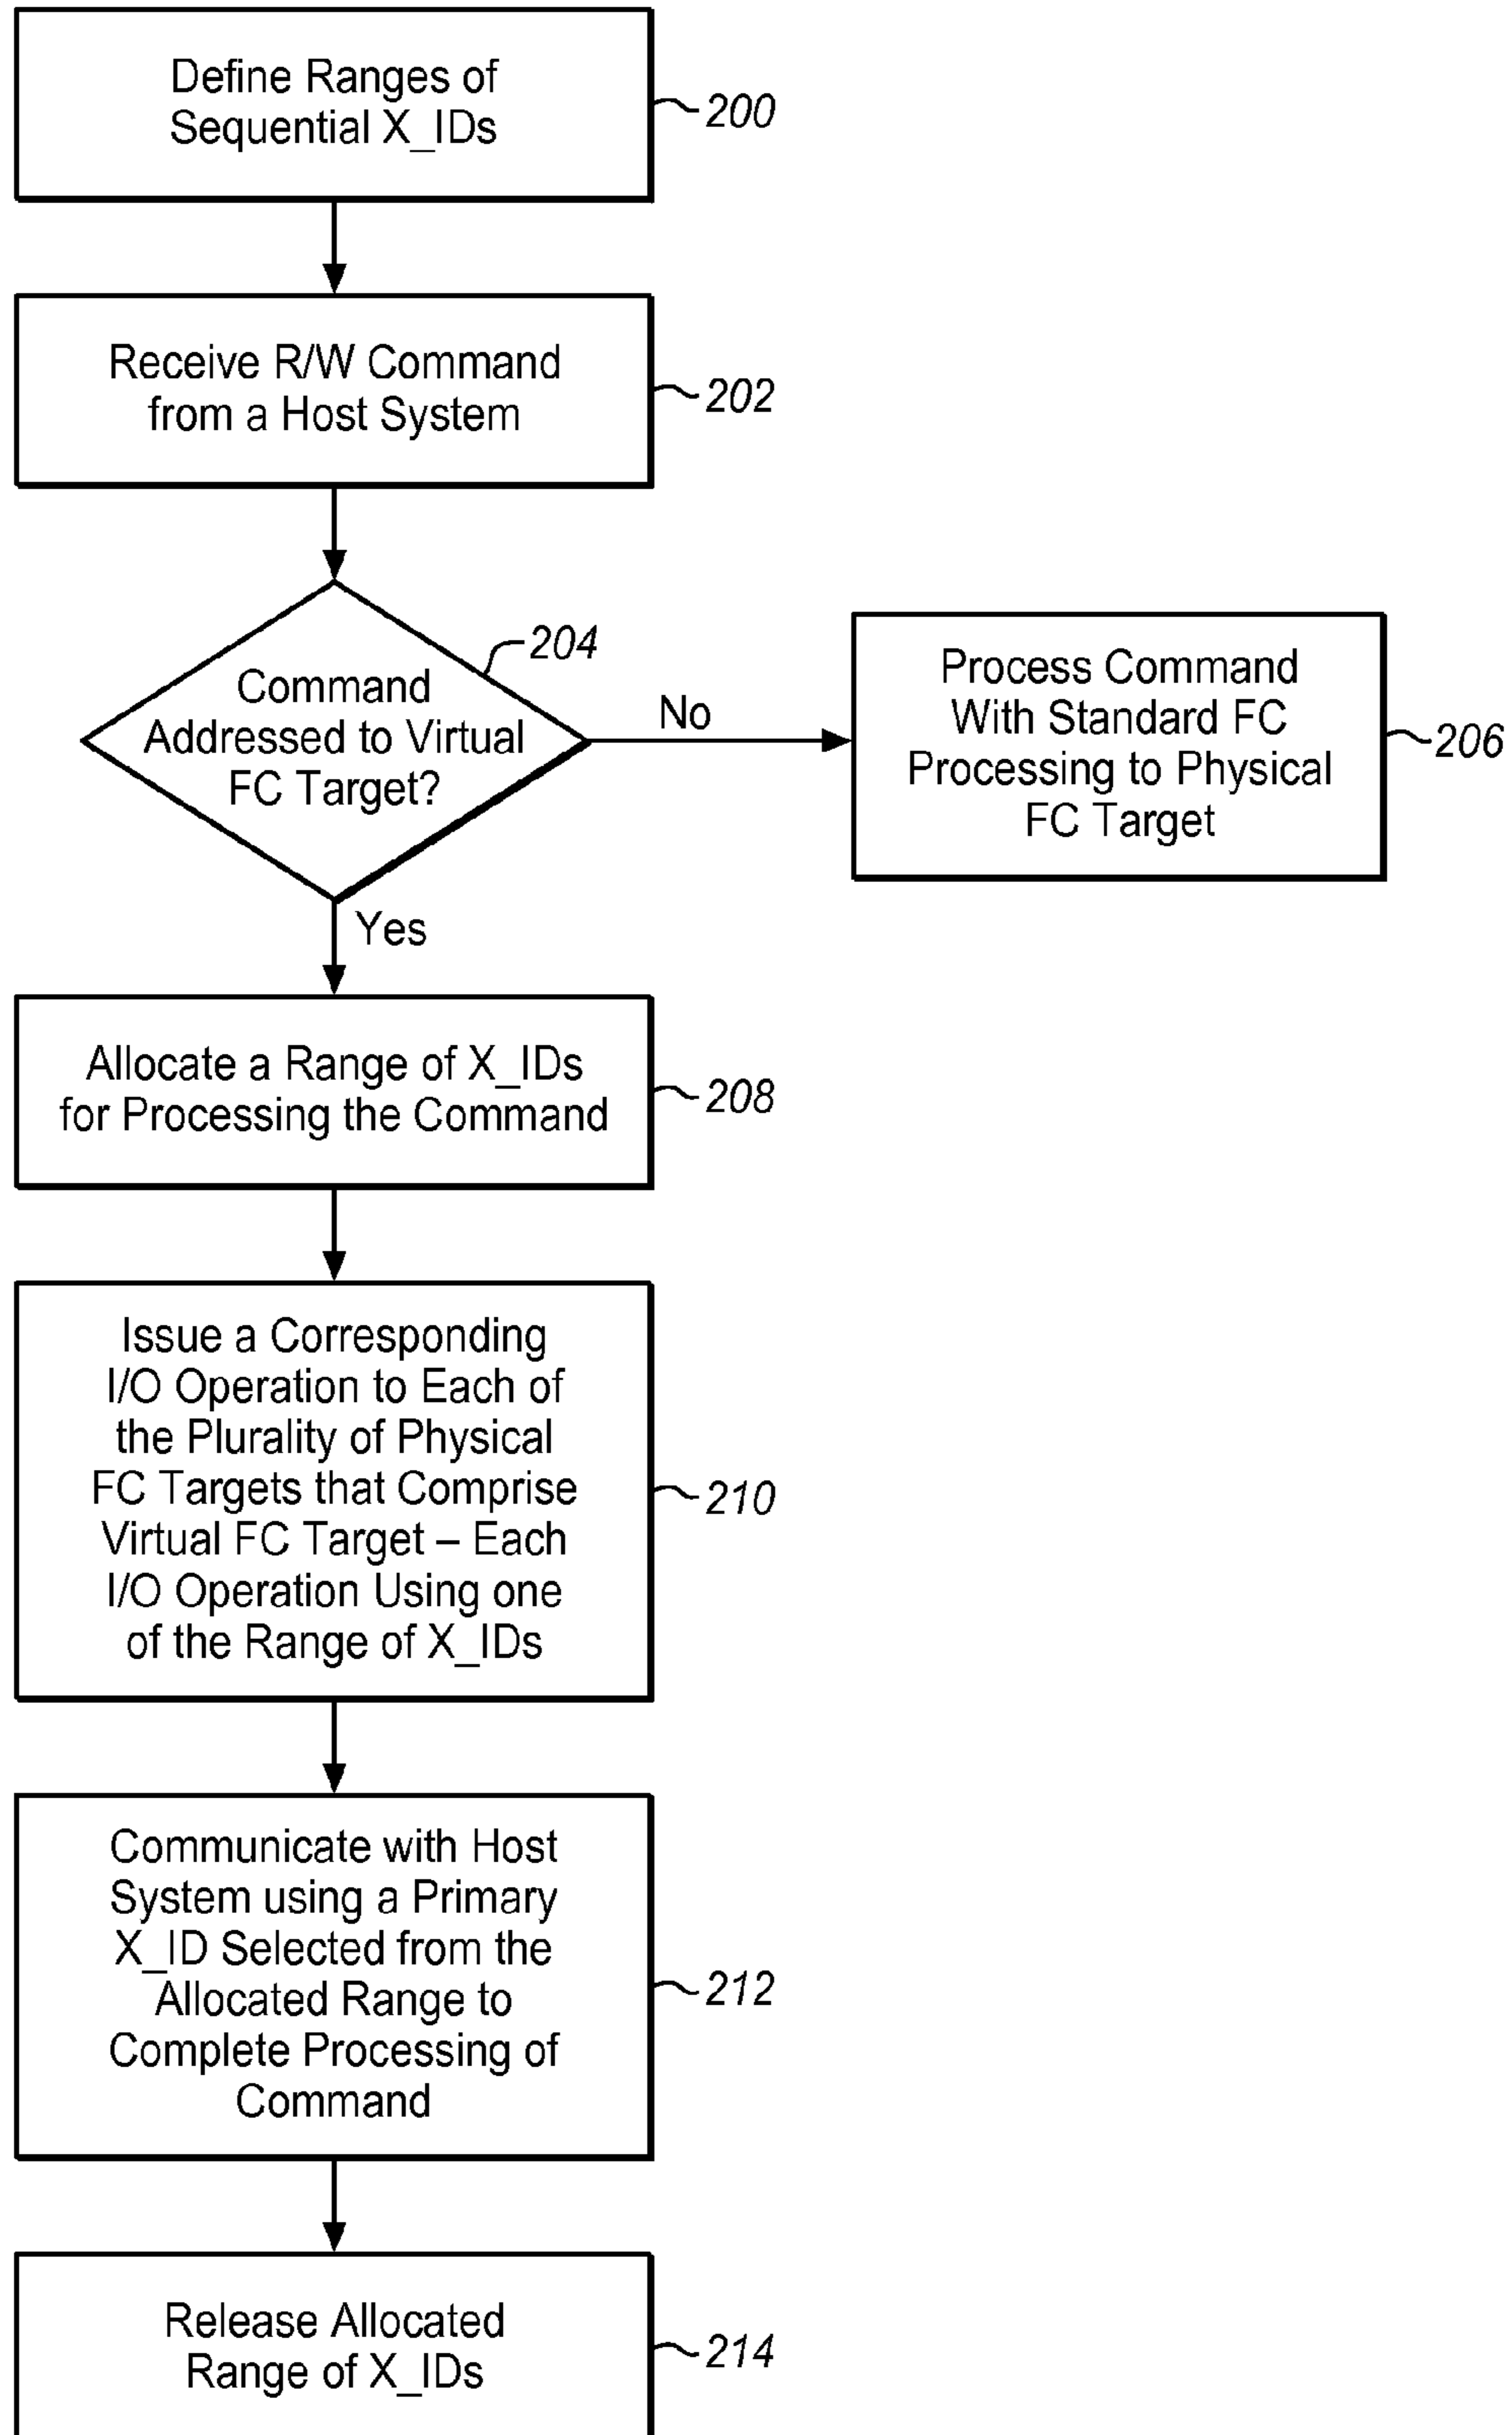 Define Ranges of
Sequential X_IDs
200
Receive R/W Command
from a Host System
202
204
Command
Addressed to Virtual
FC Target?
No
Process Command
With Standard FC
Processing to Physical
FC Target
206
Yes
Allocate a Range of X_IDs
for Processing the Command
208
Issue a Corresponding
I/O Operation to Each of
the Plurality of Physical
FC Targets that Comprise
Virtual FC Target – Each
I/O Operation Using one
of the Range of X_IDs
210
Communicate with Host
System using a Primary
X_ID Selected from the
Allocated Range to
Complete Processing of
Command
212
Release Allocated
Range of X_IDs
214